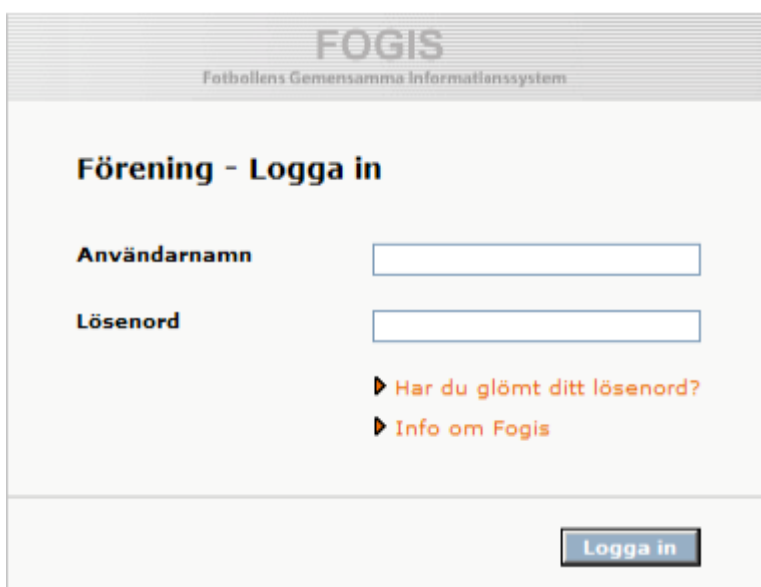 FOGIS
Fotbollens Gemensamma Informationssystem
Förening - Logga in
Användarnamn
Lösenord
Har du glömt ditt lösenord?
Info om Fogis
Logga in